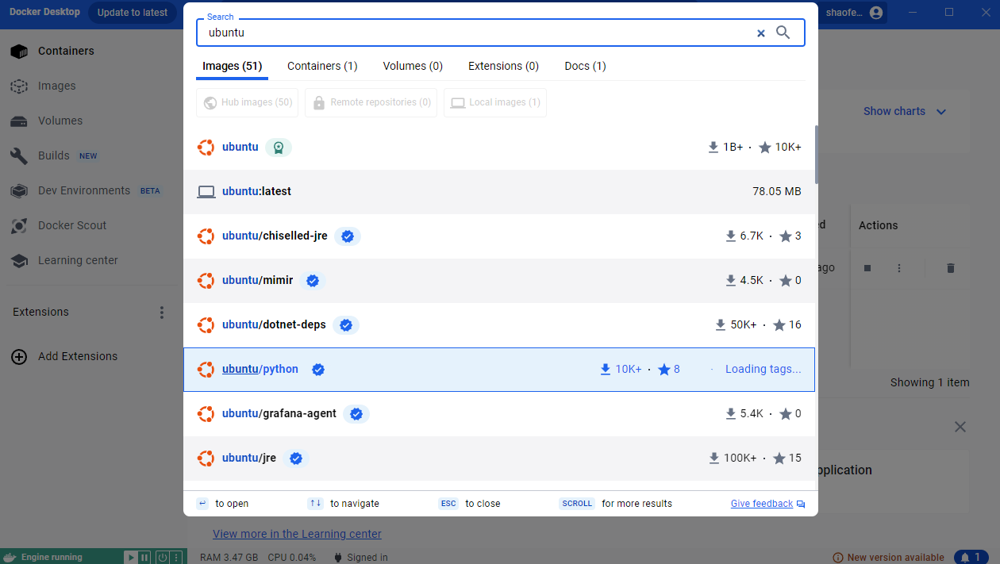 Docker Desktop
Update to latest
shaofe...
Search
ubuntu
Images (51)
Containers (1)
Volumes (0)
Extensions (0)
Docs (1)
Hub images (50)
Remote repositories (0)
Local images (1)
Containers
Images
Volumes
Builds NEW
Dev Environments BETA
Docker Scout
Learning center
Extensions
Add Extensions
ubuntu 1B+ · 10K+
ubuntu:latest 78.05 MB
ubuntu/chiselled-jre 6.7K · 3
ubuntu/mimir 4.5K · 0
ubuntu/dotnet-deps 50K+ · 16
ubuntu/python 10K+ · 8 · Loading tags...
ubuntu/grafana-agent 5.4K · 0
ubuntu/jre 100K+ · 15
↩ to open
↑↓ to navigate
ESC to close
SCROLL for more results
Give feedback
Show charts
d
Actions
ago
Showing 1 item
plication
View more in the Learning center
Engine running
RAM 3.47 GB CPU 0.04%
Signed in
New version available
1